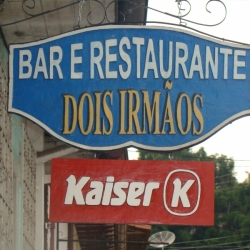 BAR E RESTAURANTE
DOIS IRMÃOS
Kaiser K